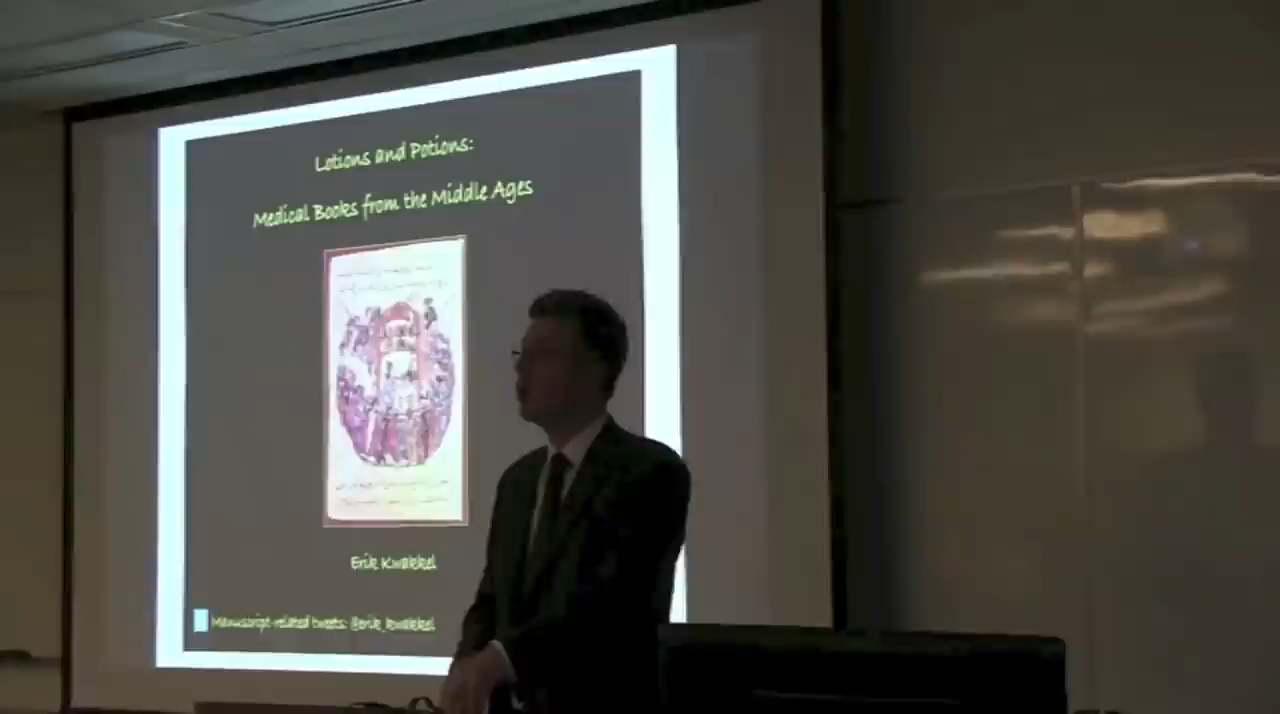 Lotions and Potions:
Medical Books from the Middle Ages
Erik Kwakkel
Manuscript-related tweets: @erik_kwakkel